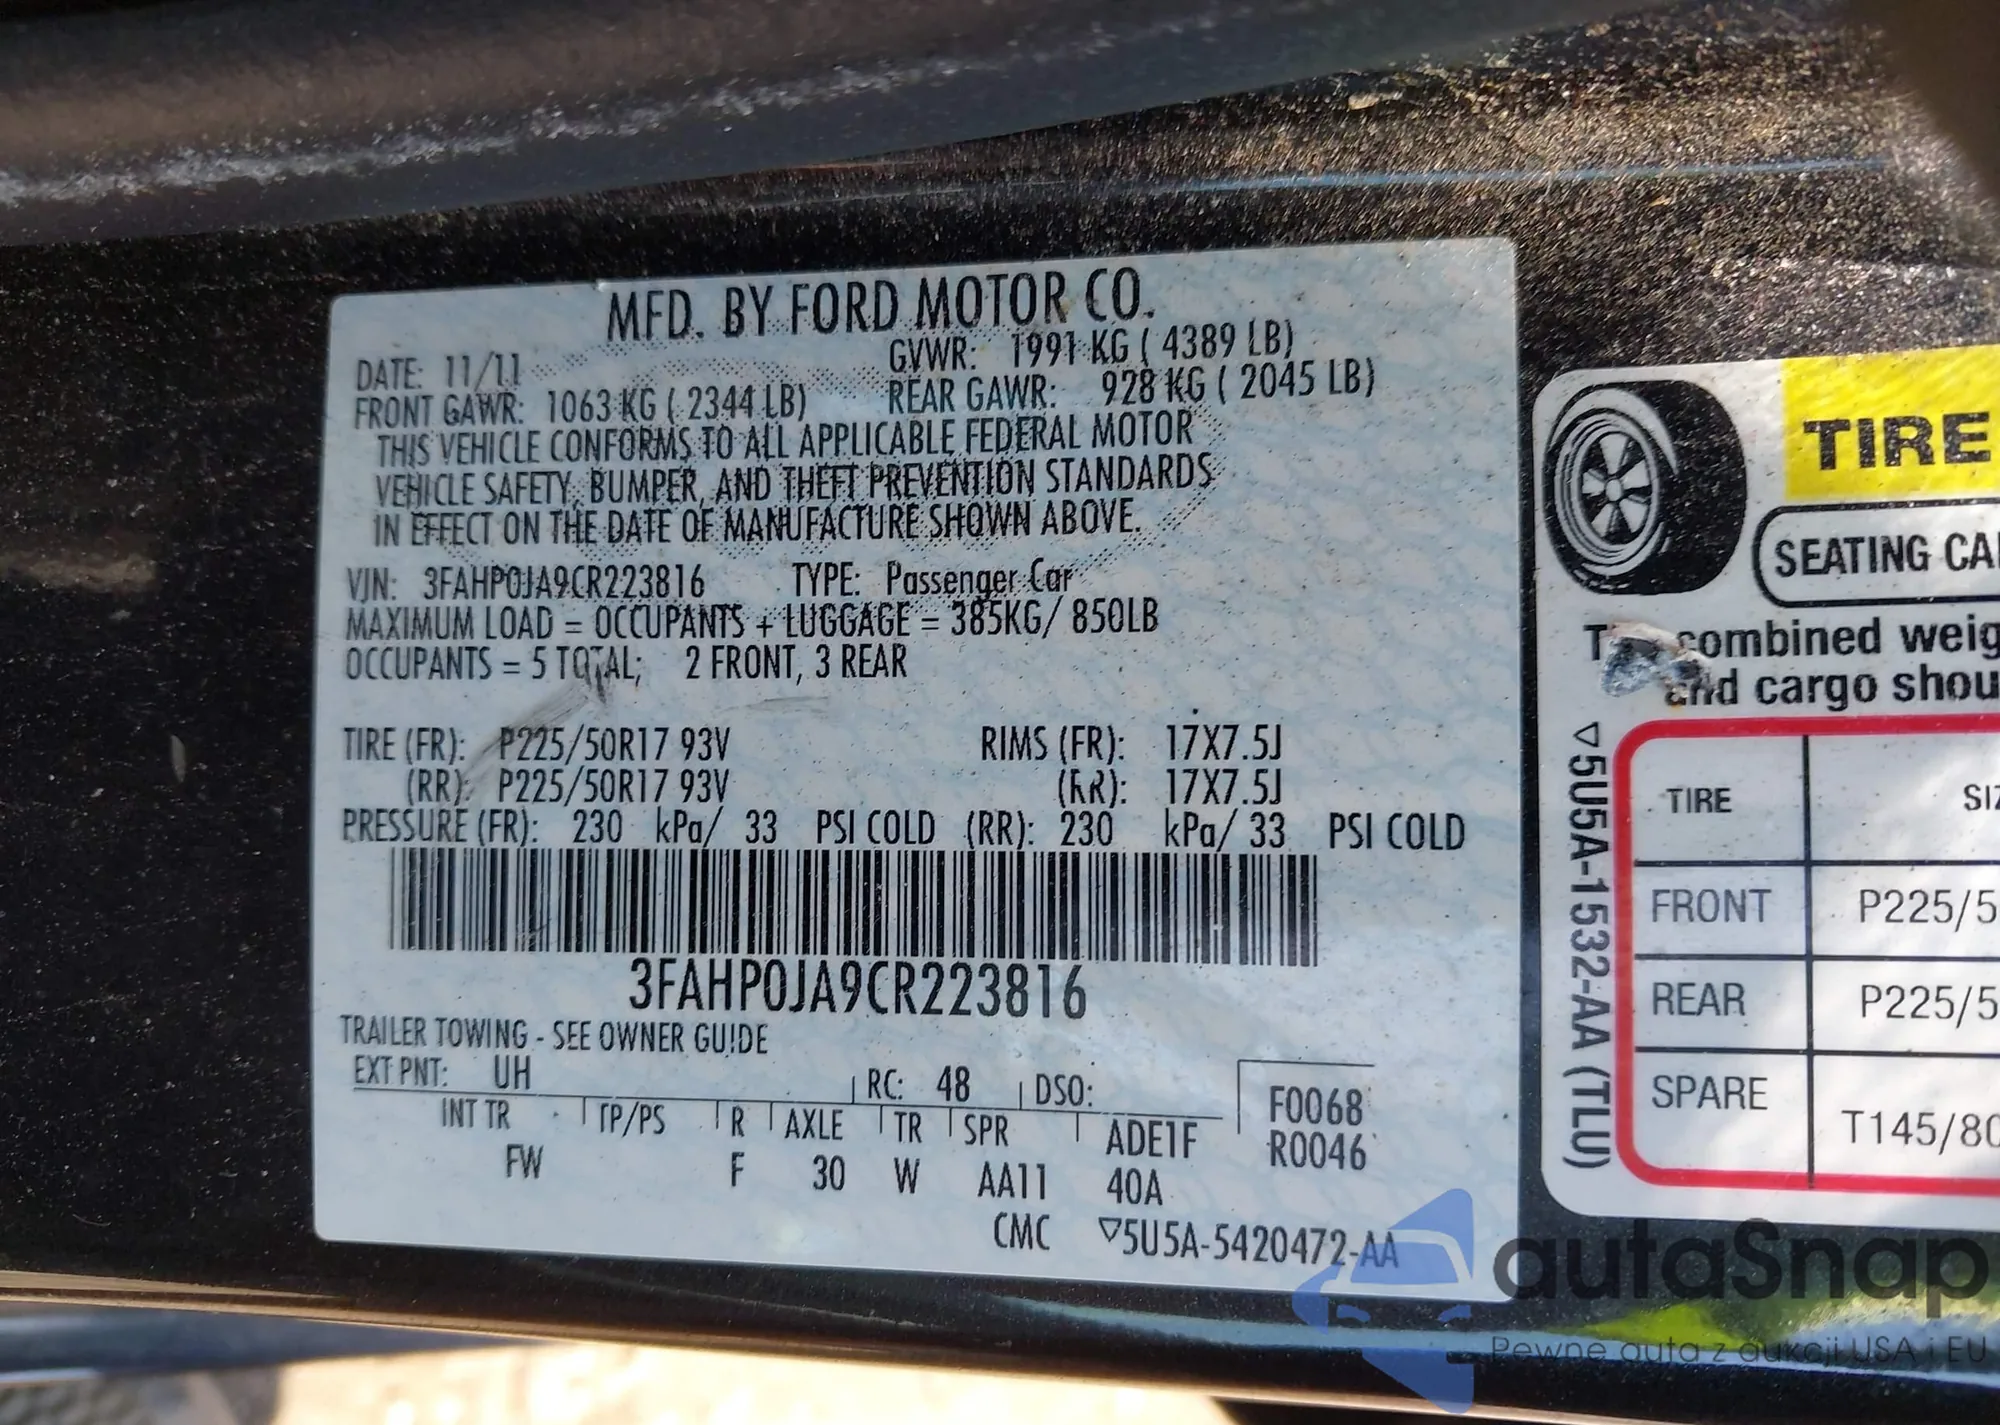 MFD. BY FORD MOTOR CO.
DATE: 11/11 GVWR: 1991 KG ( 4389 LB)
FRONT GAWR: 1063 KG ( 2344 LB) REAR GAWR: 928 KG ( 2045 LB)
THIS VEHICLE CONFORMS TO ALL APPLICABLE FEDERAL MOTOR
VEHICLE SAFETY, BUMPER, AND THEFT PREVENTION STANDARDS
IN EFFECT ON THE DATE OF MANUFACTURE SHOWN ABOVE.
VIN: 3FAHP0JA9CR223816 TYPE: Passenger Car
MAXIMUM LOAD = OCCUPANTS + LUGGAGE = 385KG/ 850LB
OCCUPANTS = 5 TOTAL; 2 FRONT, 3 REAR
TIRE (FR): P225/50R17 93V RIMS (FR): 17X7.5J
(RR): P225/50R17 93V (RR): 17X7.5J
PRESSURE (FR): 230 kPa/ 33 PSI COLD (RR): 230 kPa/ 33 PSI COLD
3FAHP0JA9CR223816
TRAILER TOWING - SEE OWNER GUIDE
EXT PNT: UH RC: 48 DSO: F0068
INT TR TP/PS R AXLE TR SPR ADE1F R0046
FW F 30 W AA11 40A
CMC ▽5U5A-5420472-AA
TIRE
SEATING CA
combined weig
and cargo shou
▽5U5A-1532-AA (TLU)
TIRE SIZ
FRONT P225/5
REAR P225/5
SPARE T145/80
autaSnap
Pewne auta z aukcji USA i EU